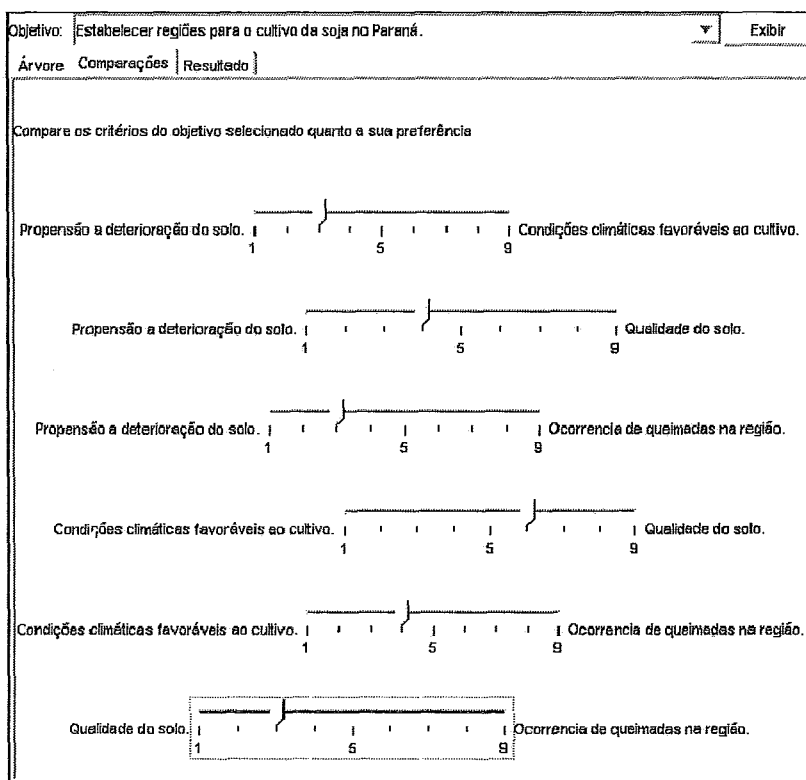 Objetivo: Estabelecer regiões para o cultivo da soja no Paraná. Exibir
Árvore Comparações Resultado
Compare os critérios do objetivo selecionado quanto a sua preferência
Propensão a deterioração do solo. Condições climáticas favoráveis ao cultivo.
1 5 9
Propensão a deterioração do solo. Qualidade do solo.
1 5 9
Propensão a deterioração do solo. Ocorrencia de queimadas na região.
1 5 9
Condições climáticas favoráveis ao cultivo. Qualidade do solo.
1 5 9
Condições climáticas favoráveis ao cultivo. Ocorrencia de queimadas na região.
1 5 9
Qualidade do solo. Ocorrencia de queimadas na região.
1 5 9